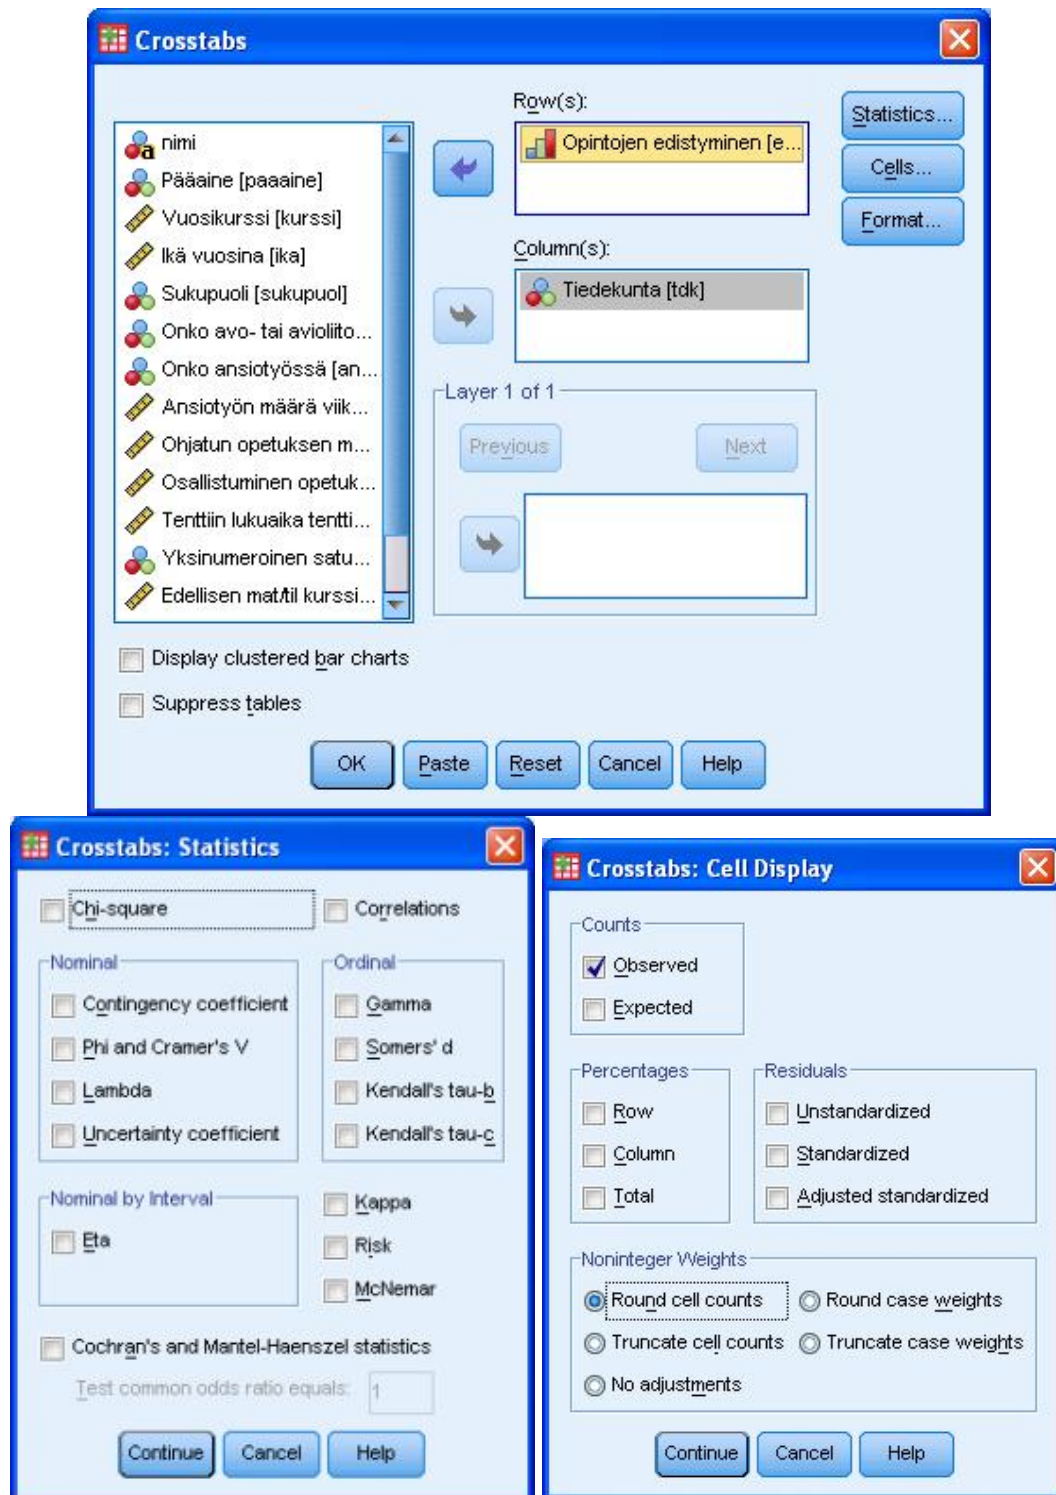 Crosstabs
Row(s):
Opintojen edistyminen [e...
Statistics...
Cells...
Format...
nimi
Pääaine [paaaine]
Vuosikurssi [kurssi]
Ikä vuosina [ika]
Sukupuoli [sukupuol]
Onko avo- tai avioliito...
Onko ansiotyössä [an...
Ansiotyön määrä viik...
Ohjatun opetuksen m...
Osallistuminen opetuk...
Tenttiin lukuaika tentti...
Yksinumeroinen satu...
Edellisen mat/til kurssi...
Column(s):
Tiedekunta [tdk]
Layer 1 of 1
Previous
Next
Display clustered bar charts
Suppress tables
OK
Paste
Reset
Cancel
Help
Crosstabs: Statistics
Chi-square
Correlations
Nominal
Contingency coefficient
Phi and Cramer's V
Lambda
Uncertainty coefficient
Ordinal
Gamma
Somers' d
Kendall's tau-b
Kendall's tau-c
Nominal by Interval
Eta
Kappa
Risk
McNemar
Cochran's and Mantel-Haenszel statistics
Test common odds ratio equals: 1
Continue
Cancel
Help
Crosstabs: Cell Display
Counts
Observed
Expected
Percentages
Row
Column
Total
Residuals
Unstandardized
Standardized
Adjusted standardized
Noninteger Weights
Round cell counts
Round case weights
Truncate cell counts
Truncate case weights
No adjustments
Continue
Cancel
Help